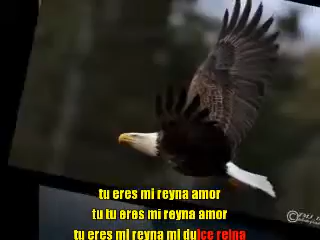 tu eres mi reyna amor
tu tu eres mi reyna amor
tu eres mi reyna mi dulce reina